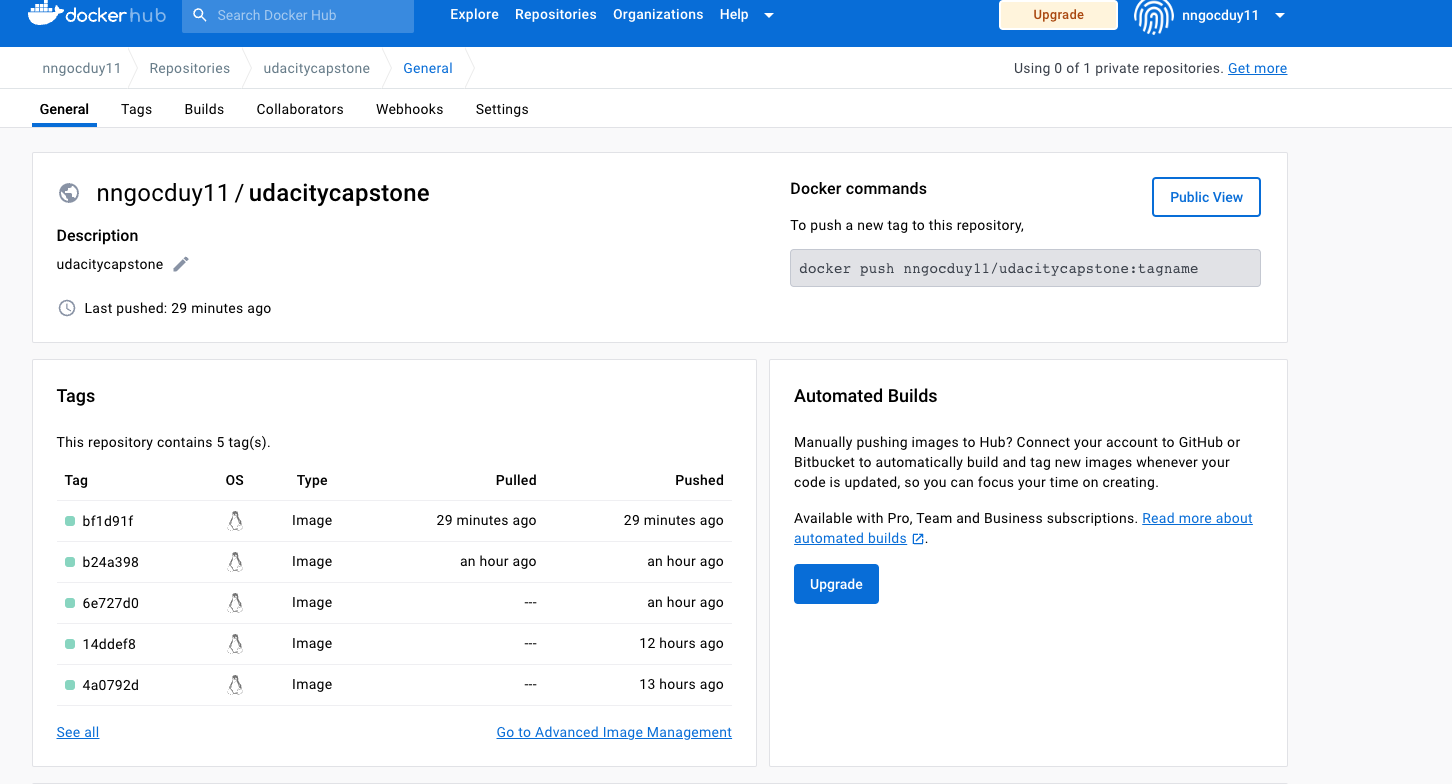 dockerhub
Search Docker Hub
Explore Repositories Organizations Help
Upgrade
nngocduy11
nngocduy11 Repositories udacitycapstone General
Using 0 of 1 private repositories. Get more
General Tags Builds Collaborators Webhooks Settings
nngocduy11 / udacitycapstone
Description
udacitycapstone
Last pushed: 29 minutes ago
Docker commands
Public View
To push a new tag to this repository,
docker push nngocduy11/udacitycapstone:tagname
Tags
This repository contains 5 tag(s).
Tag OS Type Pulled Pushed
bf1d91f Image 29 minutes ago 29 minutes ago
b24a398 Image an hour ago an hour ago
6e727d0 Image --- an hour ago
14ddef8 Image --- 12 hours ago
4a0792d Image --- 13 hours ago
See all Go to Advanced Image Management
Automated Builds
Manually pushing images to Hub? Connect your account to GitHub or
Bitbucket to automatically build and tag new images whenever your
code is updated, so you can focus your time on creating.
Available with Pro, Team and Business subscriptions. Read more about
automated builds.
Upgrade